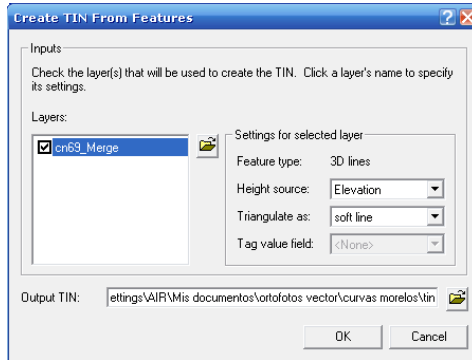 Create TIN From Features
Inputs
Check the layer(s) that will be used to create the TIN. Click a layer's name to specify
its settings.
Layers:
cn69_Merge
Settings for selected layer
Feature type: 3D lines
Height source: Elevation
Triangulate as: soft line
Tag value field: <None>
Output TIN: ettings\AIR\Mis documentos\ortofotos vector\curvas morelos\tin
OK Cancel